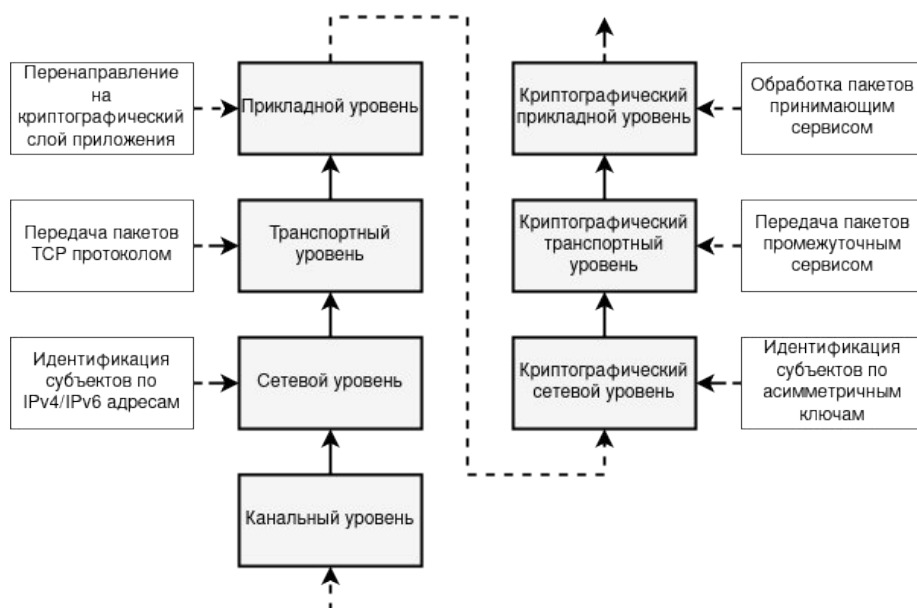 Перенаправление
на
криптографический
слой приложения
Прикладной уровень
Криптографический
прикладной уровень
Обработка пакетов
принимающим
сервисом
Передача пакетов
TCP протоколом
Транспортный
уровень
Криптографический
транспортный
уровень
Передача пакетов
промежуточным
сервисом
Идентификация
субъектов по
IPv4/IPv6 адресам
Сетевой уровень
Криптографический
сетевой уровень
Идентификация
субъектов по
асимметричным
ключам
Канальный уровень